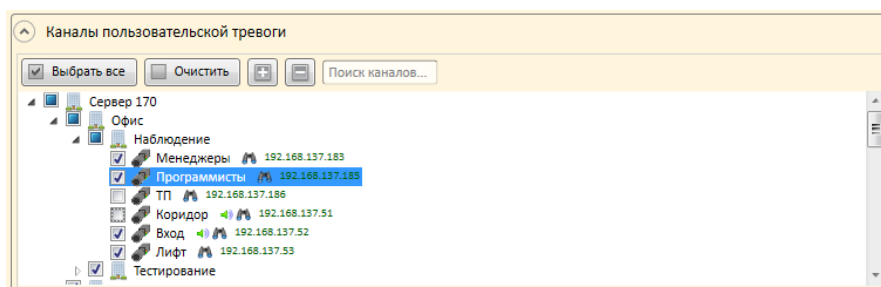 Каналы пользовательской тревоги
Выбрать все Очистить Поиск каналов...
Сервер 170
Офис
Наблюдение
Менеджеры 192.168.137.183
Программисты 192.168.137.185
ТП 192.168.137.186
Коридор 192.168.137.51
Вход 192.168.137.52
Лифт 192.168.137.53
Тестирование